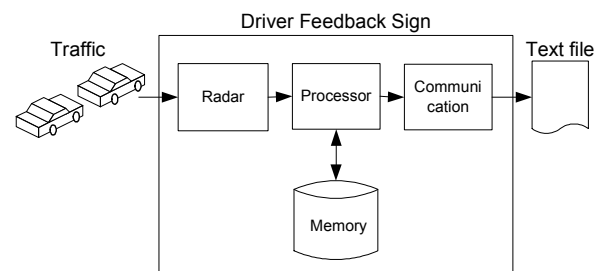 Driver Feedback Sign
Traffic
Text file
Radar
Processor
Communi
cation
Memory